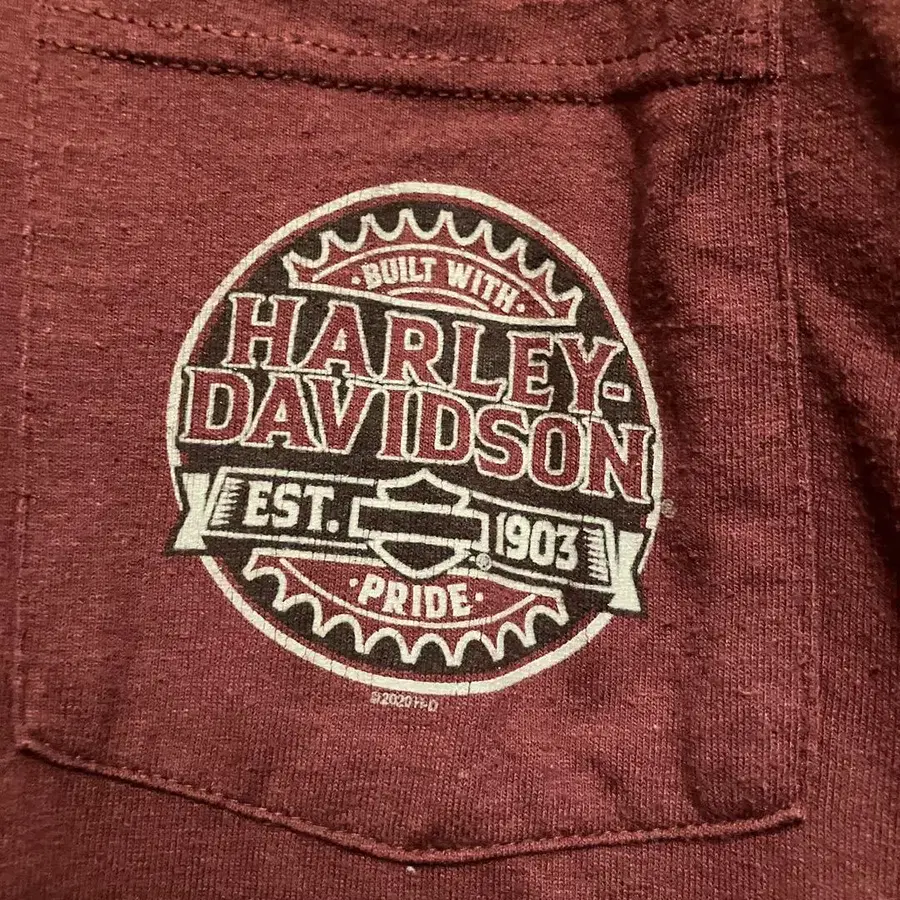 ·BUILT WITH·
HARLEY-
DAVIDSON
EST. 1903
®
·PRIDE·
®
©2020 H-D